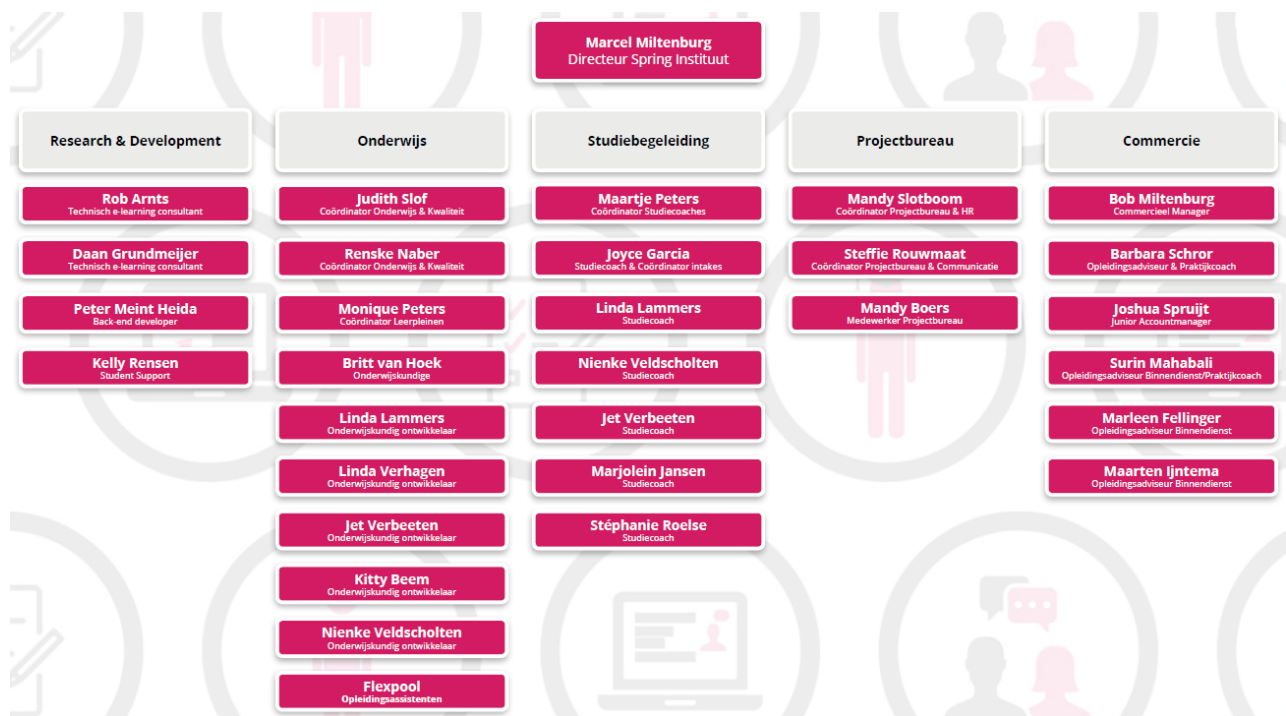 Marcel Miltenburg
Directeur Spring Instituut
Research & Development
Rob Arnts
Technisch e-learning consultant
Daan Grundmeijer
Technisch e-learning consultant
Peter Meint Heida
Back-end developer
Kelly Rensen
Student Support
Onderwijs
Judith Slof
Coördinator Onderwijs & Kwaliteit
Renske Naber
Coördinator Onderwijs & Kwaliteit
Monique Peters
Coördinator Leerpleinen
Britt van Hoek
Onderwijskundige
Linda Lammers
Onderwijskundig ontwikkelaar
Linda Verhagen
Onderwijskundig ontwikkelaar
Jet Verbeeten
Onderwijskundig ontwikkelaar
Kitty Beem
Onderwijskundig ontwikkelaar
Nienke Veldscholten
Onderwijskundig ontwikkelaar
Flexpool
Opleidingsassistenten
Studiebegeleiding
Maartje Peters
Coördinator Studiecoaches
Joyce Garcia
Studiecoach & Coördinator intakes
Linda Lammers
Studiecoach
Nienke Veldscholten
Studiecoach
Jet Verbeeten
Studiecoach
Marjolein Jansen
Studiecoach
Stéphanie Roelse
Studiecoach
Projectbureau
Mandy Slotboom
Coördinator Projectbureau & HR
Steffie Rouwmaat
Coördinator Projectbureau & Communicatie
Mandy Boers
Medewerker Projectbureau
Commercie
Bob Miltenburg
Commercieel Manager
Barbara Schror
Opleidingsadviseur & Praktijkcoach
Joshua Spruijt
Junior Accountmanager
Surin Mahabali
Opleidingsadviseur Binnendienst/Praktijkcoach
Marleen Fellinger
Opleidingsadviseur Binnendienst
Maarten Ijntema
Opleidingsadviseur Binnendienst